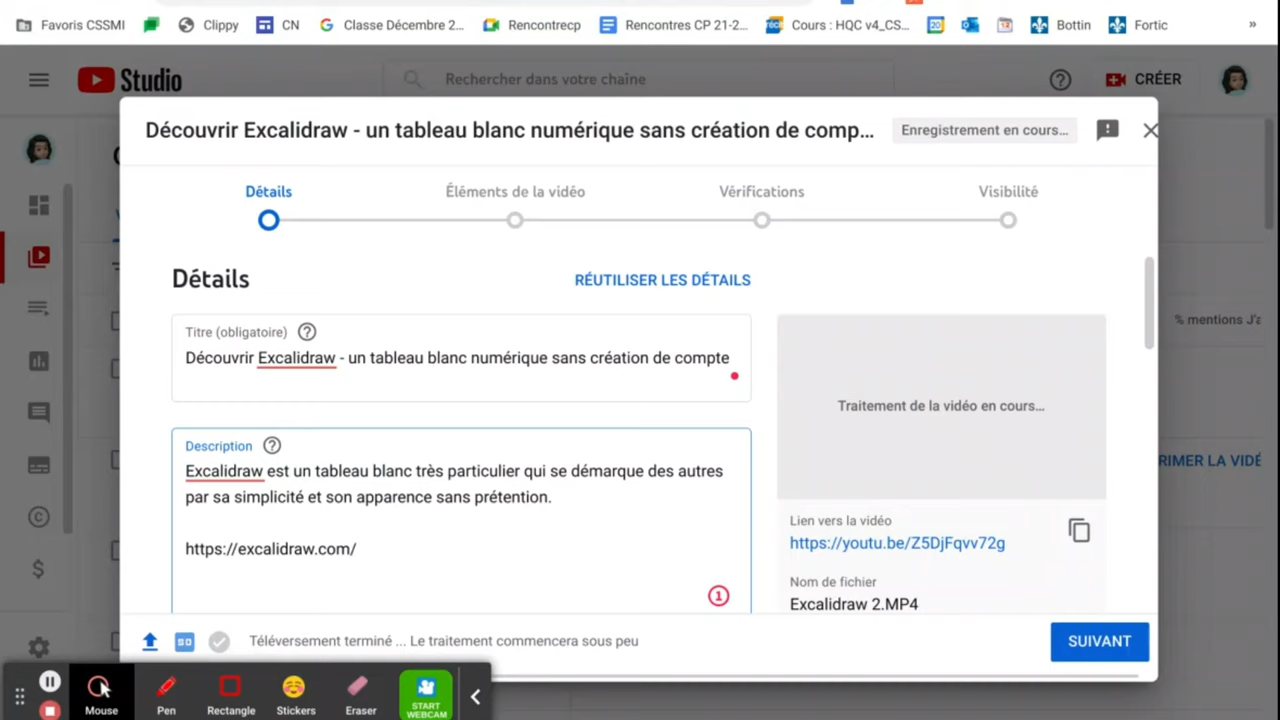 Favoris CSSMI
Clippy
CN
Classe Décembre 2...
Rencontrecp
Rencontres CP 21-2...
Cours : HQC v4_CS...
Bottin
Fortic
»
Studio
Rechercher dans votre chaîne
CRÉER
Découvrir Excalidraw - un tableau blanc numérique sans création de comp...
Enregistrement en cours...
Détails
Éléments de la vidéo
Vérifications
Visibilité
Détails
RÉUTILISER LES DÉTAILS
Titre (obligatoire)
Découvrir Excalidraw - un tableau blanc numérique sans création de compte
% mentions J'a
Traitement de la vidéo en cours...
Description
Excalidraw est un tableau blanc très particulier qui se démarque des autres
par sa simplicité et son apparence sans prétention.
https://excalidraw.com/
1
RIMER LA VIDÉ
Lien vers la vidéo
https://youtu.be/Z5DjFqvv72g
Nom de fichier
Excalidraw 2.MP4
SD
Téléversement terminé ... Le traitement commencera sous peu
SUIVANT
Mouse
Pen
Rectangle
Stickers
Eraser
START
WEBCAM